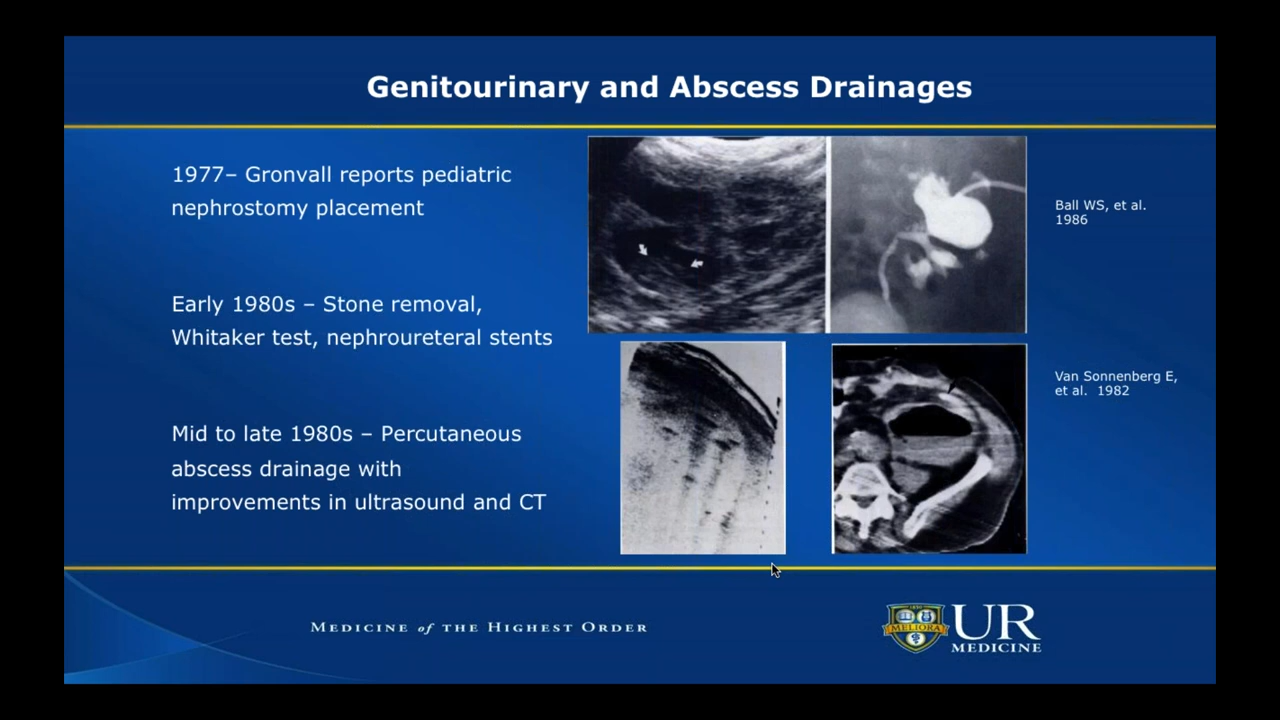 Genitourinary and Abscess Drainages
1977– Gronvall reports pediatric
nephrostomy placement
Early 1980s – Stone removal,
Whitaker test, nephroureteral stents
Mid to late 1980s – Percutaneous
abscess drainage with
improvements in ultrasound and CT
Ball WS, et al.
1986
Van Sonnenberg E,
et al.  1982
MEDICINE of THE HIGHEST ORDER
MELIORA
UR
MEDICINE